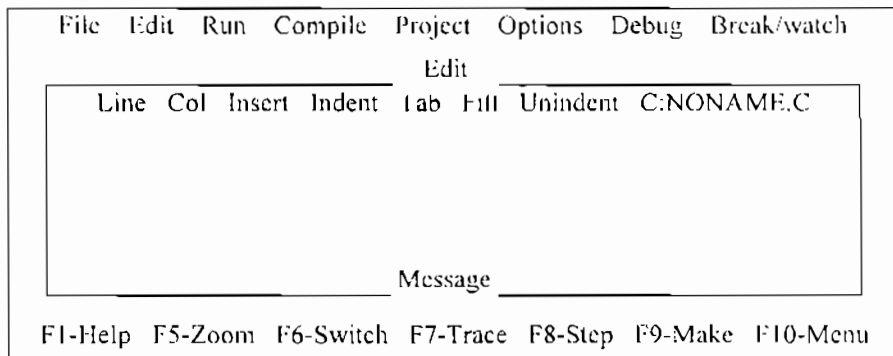 File Edit Run Compile Project Options Debug Break/watch
Edit
Line Col Insert Indent Tab Fill Unindent C:NONAME.C
Message
F1-Help F5-Zoom F6-Switch F7-Trace F8-Step F9-Make F10-Menu